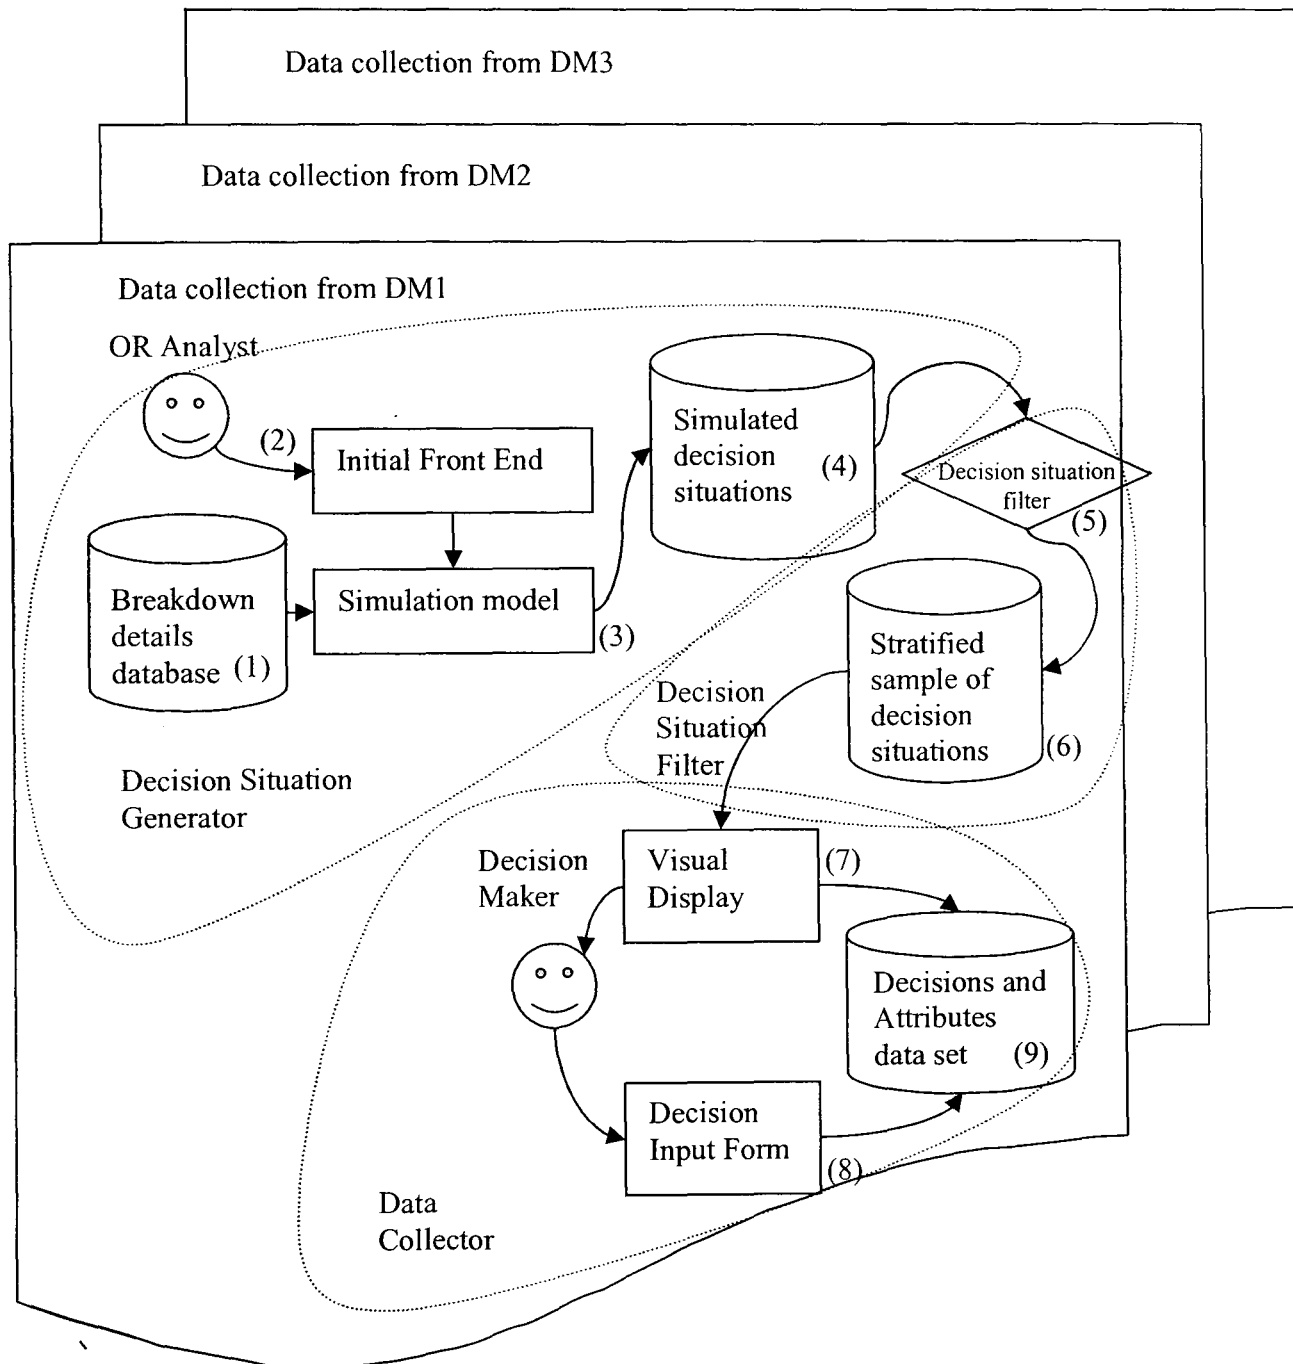 Data collection from DM3
Data collection from DM2
Data collection from DM1
OR Analyst
(2)
Initial Front End
Simulated
decision
situations
(4)
Decision situation
filter
(5)
Breakdown
details
database
(1)
Simulation model
(3)
Stratified
sample of
decision
situations
(6)
Decision
Situation
Filter
Decision Situation
Generator
Decision
Maker
Visual
Display
(7)
Decisions and
Attributes
data set
(9)
Decision
Input Form
(8)
Data
Collector